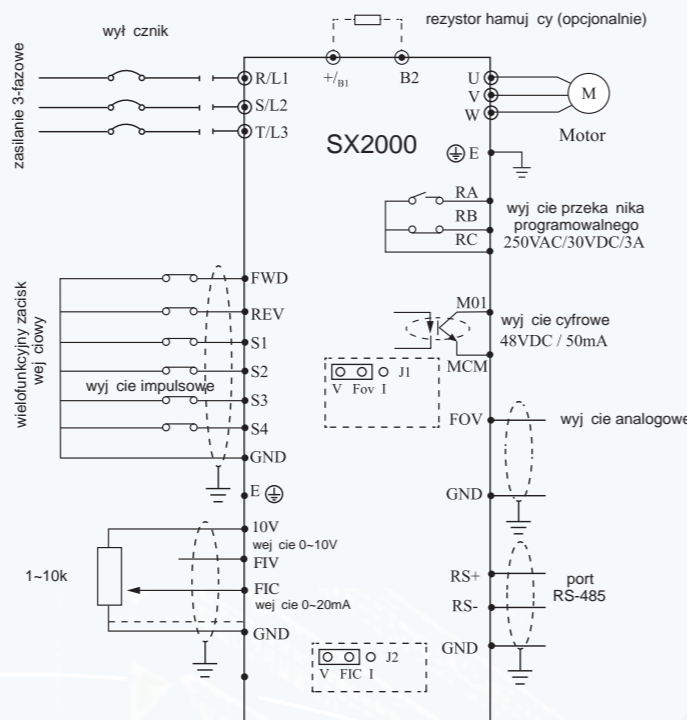 rezystor hamuj cy (opcjonalnie)
wył cznik
zasilanie 3-fazowe
R/L1
S/L2
T/L3
+/B1
B2
U
V
W
M
Motor
SX2000
E
RA
RB
RC
wyj cie przeka nika
programowalnego
250VAC/30VDC/3A
wielofunkcyjny zacisk
wej ciowy
FWD
REV
S1
S2
wyj cie impulsowe
S3
S4
GND
E
M01
MCM
wyj cie cyfrowe
48VDC / 50mA
J1
V Fov I
FOV
wyj cie analogowe
GND
10V
wej cie 0~10V
FIV
1~10k
FIC
wej cie 0~20mA
GND
RS+
RS-
port
RS-485
GND
J2
V FIC I